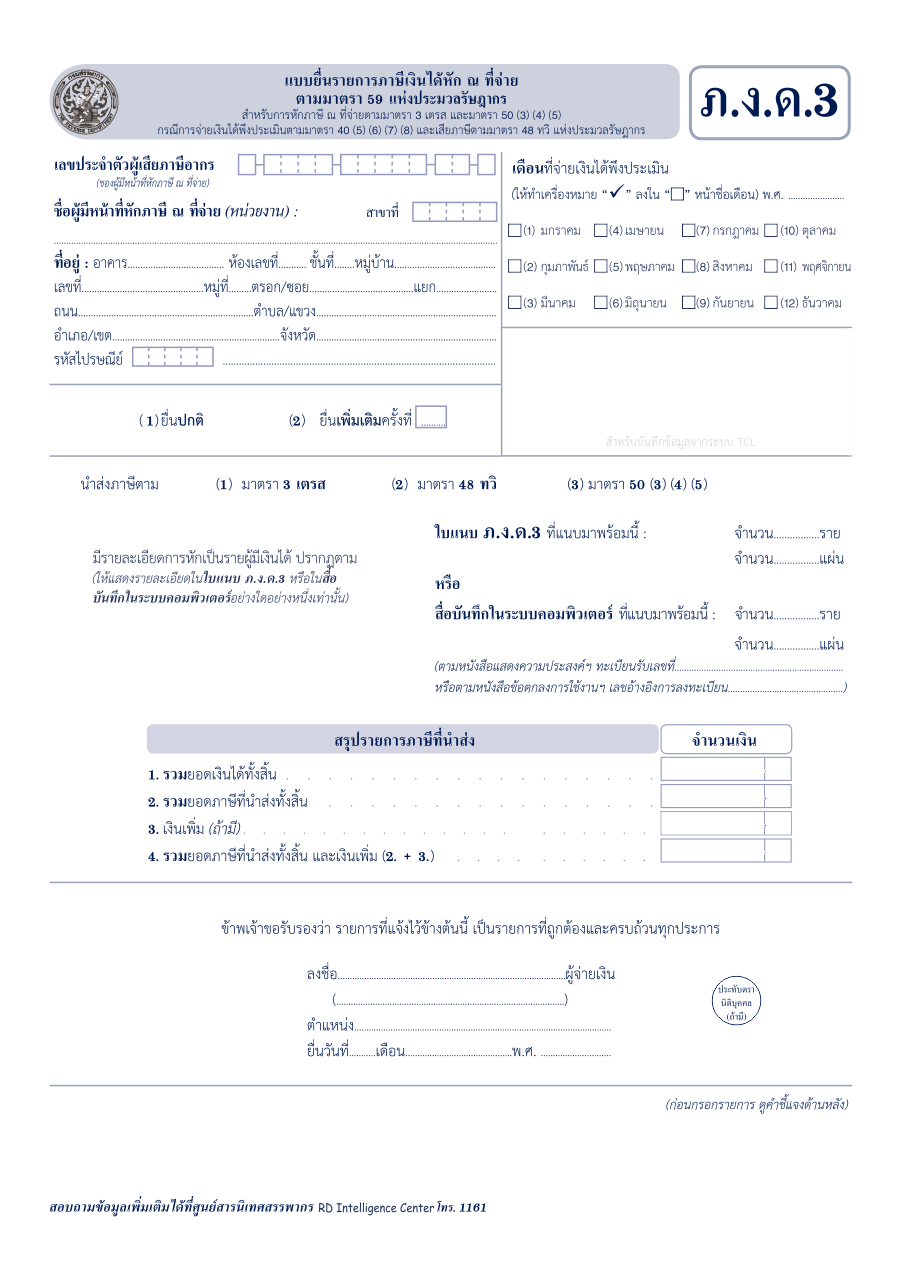 แบบยื่นรายการภาษีเงินได้หัก ณ ที่จ่าย
ตามมาตรา 59 แห่งประมวลรัษฎากร
สำหรับการหักภาษี ณ ที่จ่ายตามมาตรา 3 เตรส และมาตรา 50 (3) (4) (5)
กรณีการจ่ายเงินได้พึงประเมินตามมาตรา 40 (5) (6) (7) (8) และเสียภาษีตามมาตรา 48 ทวิ แห่งประมวลรัษฎากร
ภ.ง.ด.3
เลขประจำตัวผู้เสียภาษีอากร
(ของผู้มีหน้าที่หักภาษี ณ ที่จ่าย)
ชื่อผู้มีหน้าที่หักภาษี ณ ที่จ่าย (หน่วยงาน) : สาขาที่
ที่อยู่ : อาคาร........................ ห้องเลขที่.......... ชั้นที่.......หมู่บ้าน..........................
เลขที่..............................หมู่ที่........ตรอก/ซอย..........................แยก...............
ถนน............................................ตำบล/แขวง.............................................
อำเภอ/เขต..........................................จังหวัด.............................................
รหัสไปรษณีย์ ....................................................................
(1) ยื่นปกติ (2) ยื่นเพิ่มเติมครั้งที่ ..........
เดือนที่จ่ายเงินได้พึงประเมิน
(ให้ทำเครื่องหมาย “✓” ลงใน “□” หน้าชื่อเดือน) พ.ศ. ..............
(1) มกราคม (4) เมษายน (7) กรกฎาคม (10) ตุลาคม
(2) กุมภาพันธ์ (5) พฤษภาคม (8) สิงหาคม (11) พฤศจิกายน
(3) มีนาคม (6) มิถุนายน (9) กันยายน (12) ธันวาคม
สำหรับบันทึกข้อมูลจากระบบ TCL
นำส่งภาษีตาม (1) มาตรา 3 เตรส (2) มาตรา 48 ทวิ (3) มาตรา 50 (3) (4) (5)
มีรายละเอียดการหักเป็นรายผู้มีเงินได้ ปรากฏตาม
(ให้แสดงรายละเอียดในใบแนบ ภ.ง.ด.3 หรือในสื่อ
บันทึกในระบบคอมพิวเตอร์อย่างใดอย่างหนึ่งเท่านั้น)
ใบแนบ ภ.ง.ด.3 ที่แนบมาพร้อมนี้ : จำนวน................ราย
จำนวน................แผ่น
หรือ
สื่อบันทึกในระบบคอมพิวเตอร์ ที่แนบมาพร้อมนี้ : จำนวน................ราย
จำนวน................แผ่น
(ตามหนังสือแสดงความประสงค์ฯ ทะเบียนรับเลขที่..........................................
หรือตามหนังสือข้อตกลงการใช้งานฯ เลขอ้างอิงการลงทะเบียน..............................)
สรุปรายการภาษีที่นำส่ง จำนวนเงิน
1. รวมยอดเงินได้ทั้งสิ้น . . . . . . . . . . . . . . . . . .
2. รวมยอดภาษีที่นำส่งทั้งสิ้น . . . . . . . . . . . . . . . .
3. เงินเพิ่ม (ถ้ามี) . . . . . . . . . . . . . . . . . . .
4. รวมยอดภาษีที่นำส่งทั้งสิ้น และเงินเพิ่ม (2. + 3.) . . . . . . . . . .
ข้าพเจ้าขอรับรองว่า รายการที่แจ้งไว้ข้างต้นนี้ เป็นรายการที่ถูกต้องและครบถ้วนทุกประการ
ลงชื่อ.........................................................ผู้จ่ายเงิน
(.........................................................)
ตำแหน่ง................................................................
ยื่นวันที่..........เดือน...........................พ.ศ. ..................
ประทับตรา
นิติบุคคล
(ถ้ามี)
(ก่อนกรอกรายการ ดูคำชี้แจงด้านหลัง)
สอบถามข้อมูลเพิ่มเติมได้ที่ศูนย์สารนิเทศสรรพากร RD Intelligence Center โทร. 1161